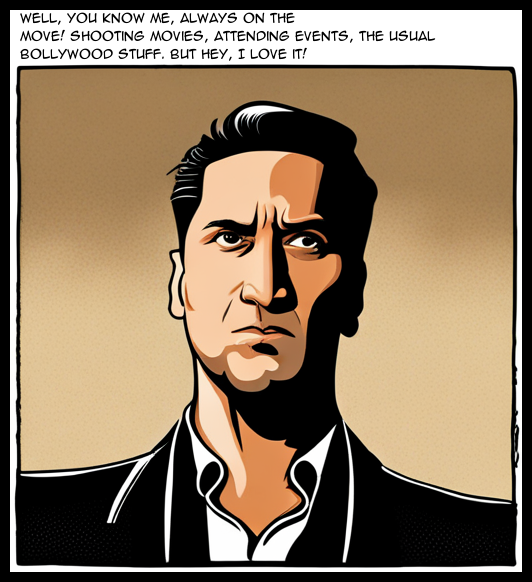 WELL, YOU KNOW ME, ALWAYS ON THE
MOVE! SHOOTING MOVIES, ATTENDING EVENTS, THE USUAL
BOLLYWOOD STUFF. BUT HEY, I LOVE IT!